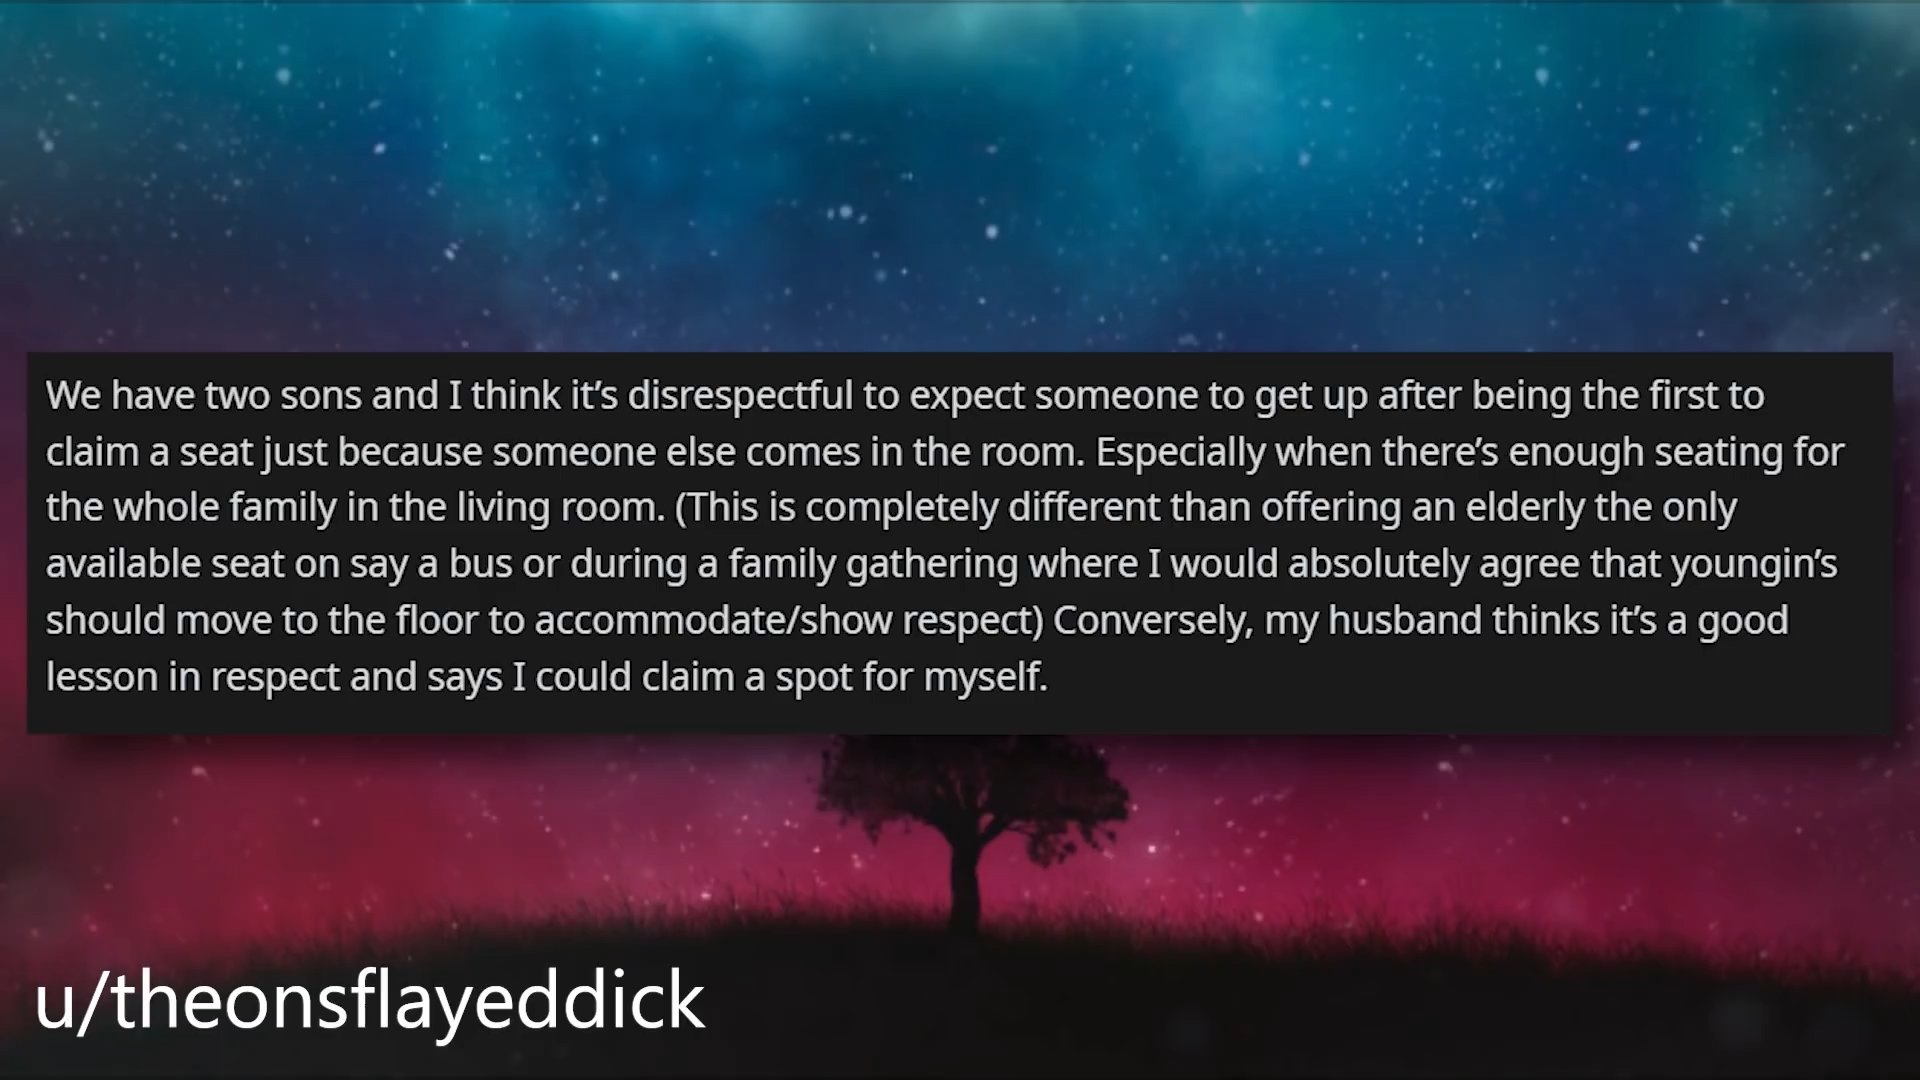 We have two sons and I think it’s disrespectful to expect someone to get up after being the first to
claim a seat just because someone else comes in the room. Especially when there’s enough seating for
the whole family in the living room. (This is completely different than offering an elderly the only
available seat on say a bus or during a family gathering where I would absolutely agree that youngin’s
should move to the floor to accommodate/show respect) Conversely, my husband thinks it’s a good
lesson in respect and says I could claim a spot for myself.
u/theonsflayeddick